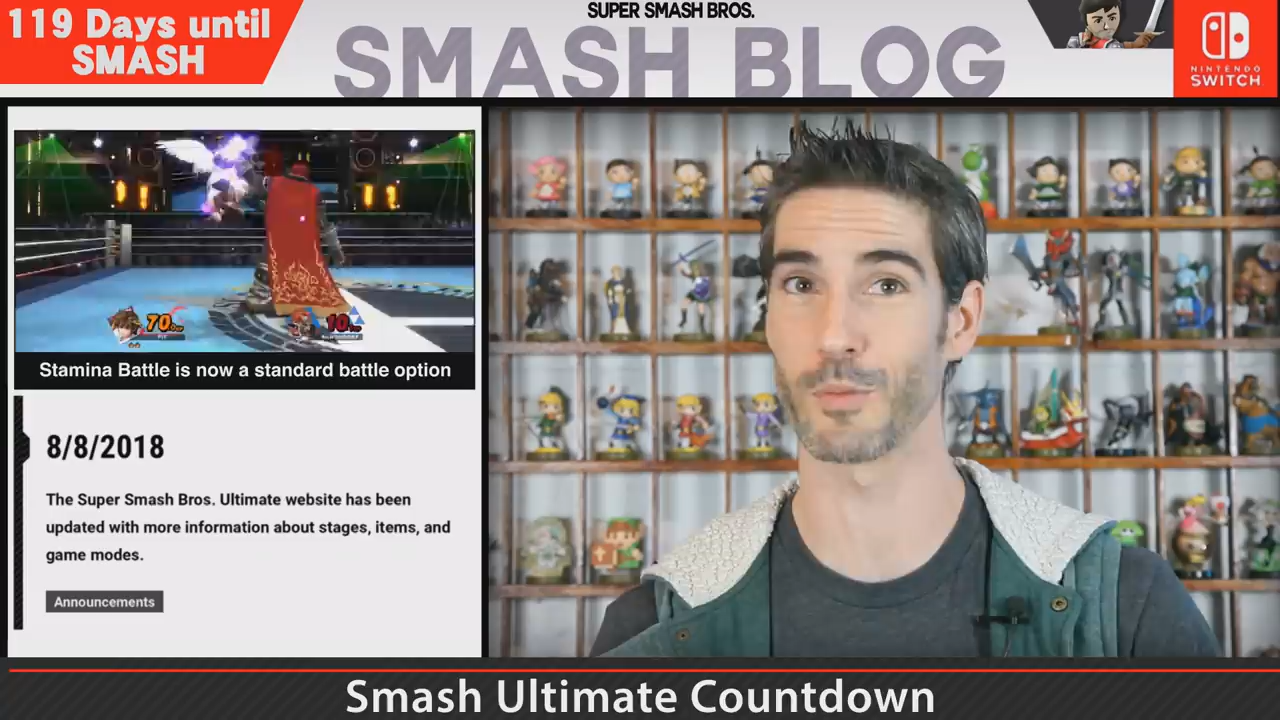 119 Days until
SMASH
SUPER SMASH BROS.
SMASH BLOG
NINTENDO
SWITCH
70
10
Stamina Battle is now a standard battle option
8/8/2018
The Super Smash Bros. Ultimate website has been
updated with more information about stages, items, and
game modes.
Announcements
Smash Ultimate Countdown